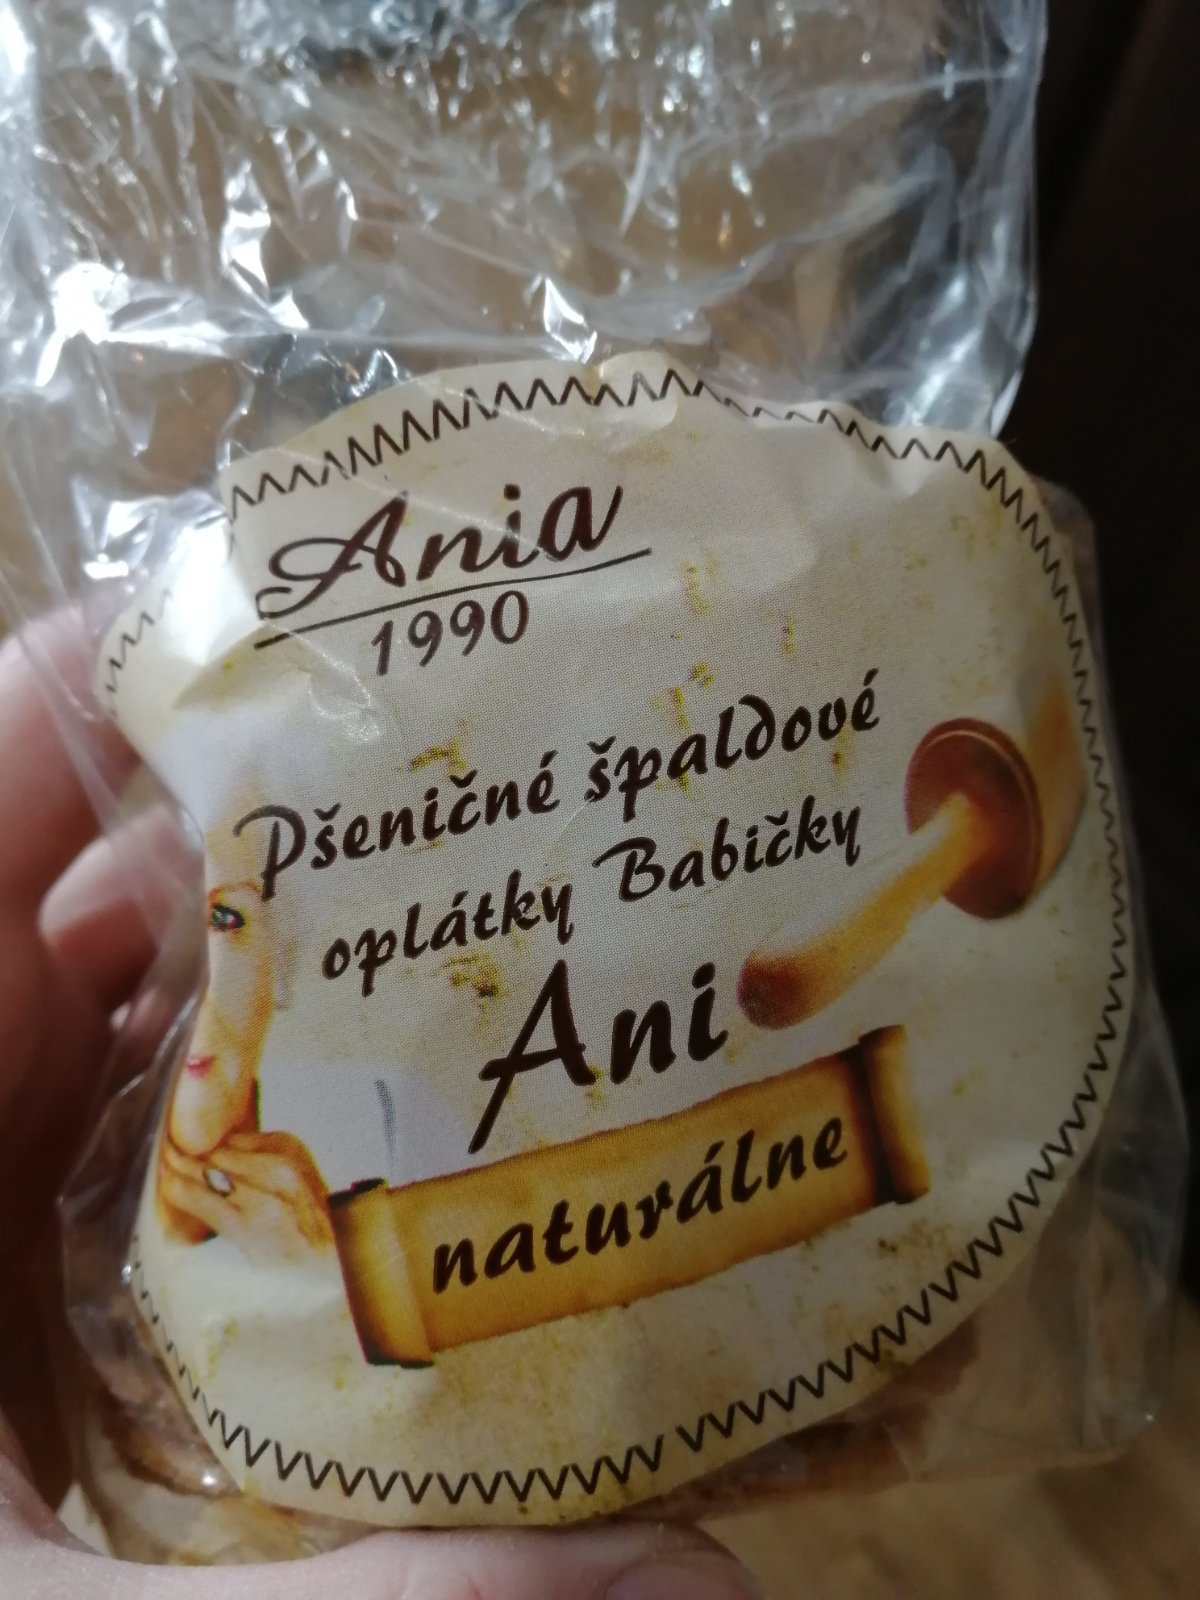 Ania
1990
Pšeničné špaldové
oplátky Babičky
Ani
naturálne